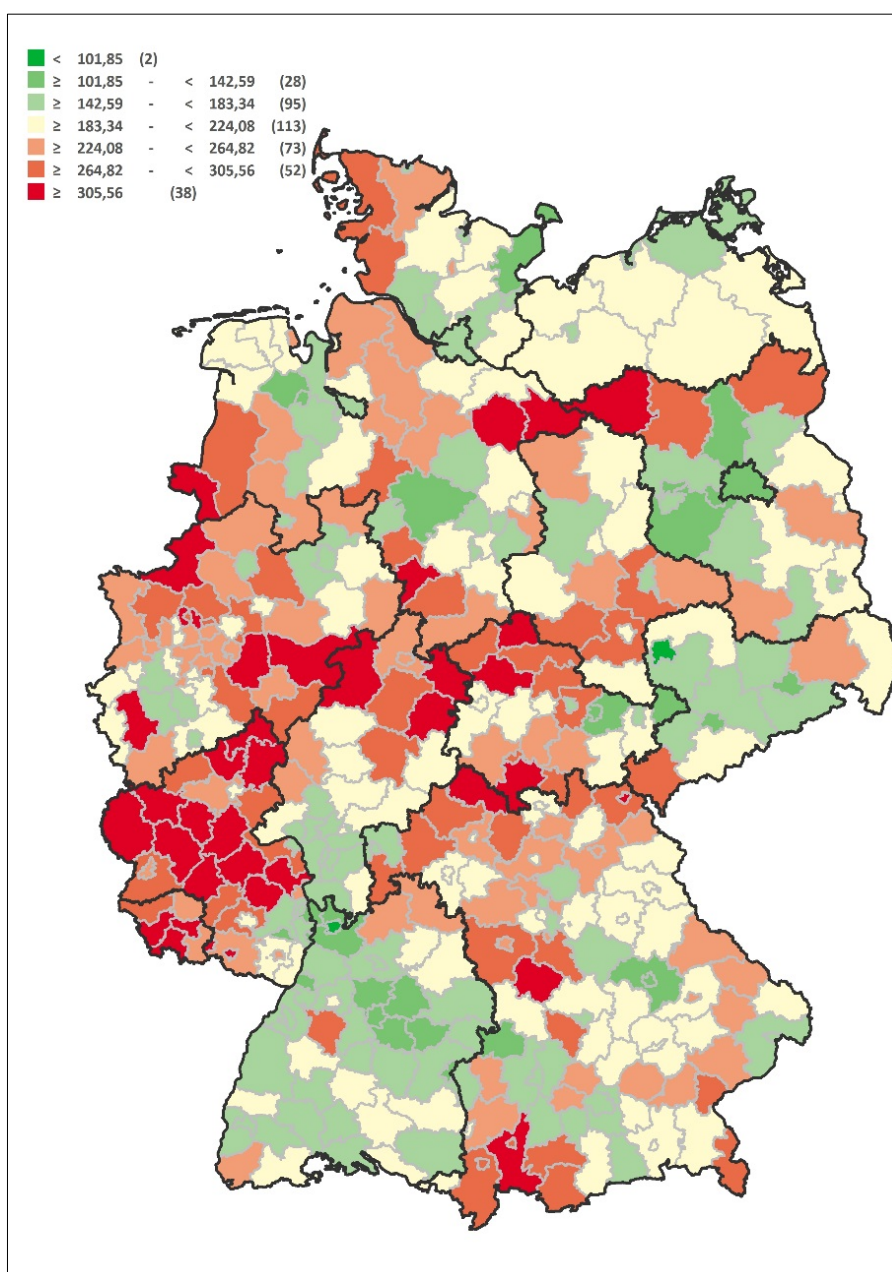 < 101,85 (2)
≥ 101,85 - < 142,59 (28)
≥ 142,59 - < 183,34 (95)
≥ 183,34 - < 224,08 (113)
≥ 224,08 - < 264,82 (73)
≥ 264,82 - < 305,56 (52)
≥ 305,56 (38)